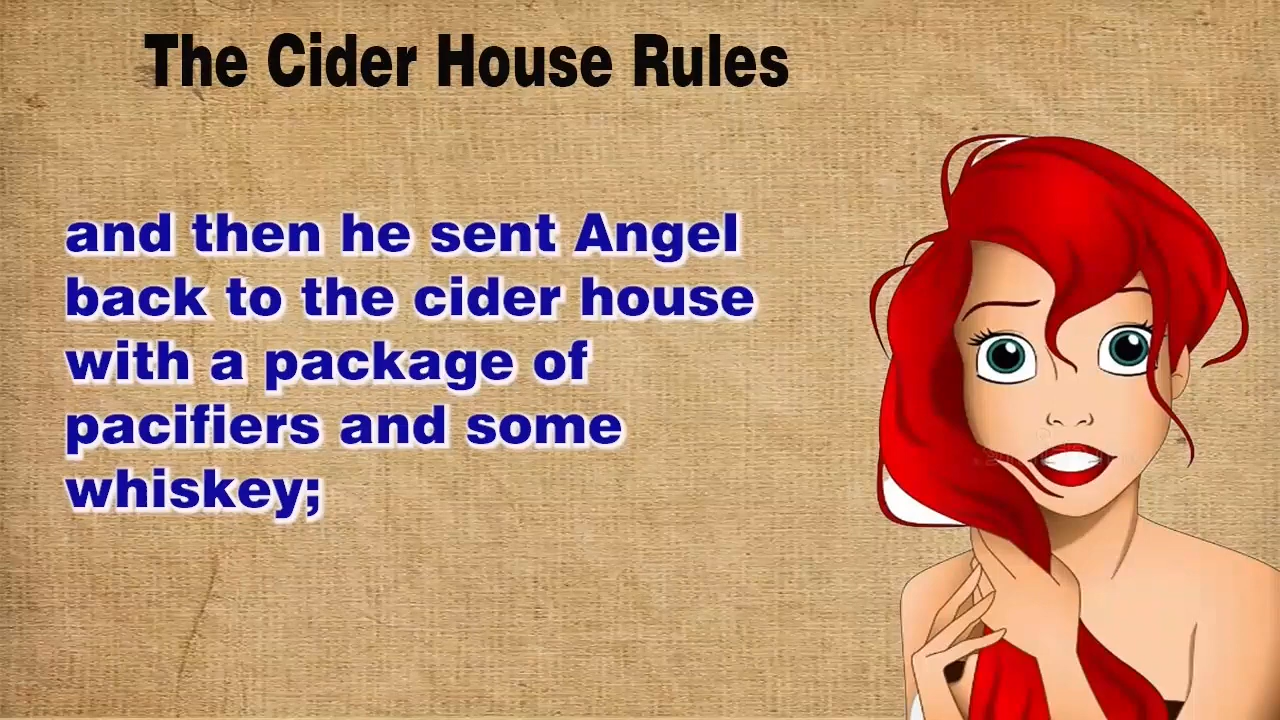 The Cider House Rules
and then he sent Angel
back to the cider house
with a package of
pacifiers and some
whiskey;